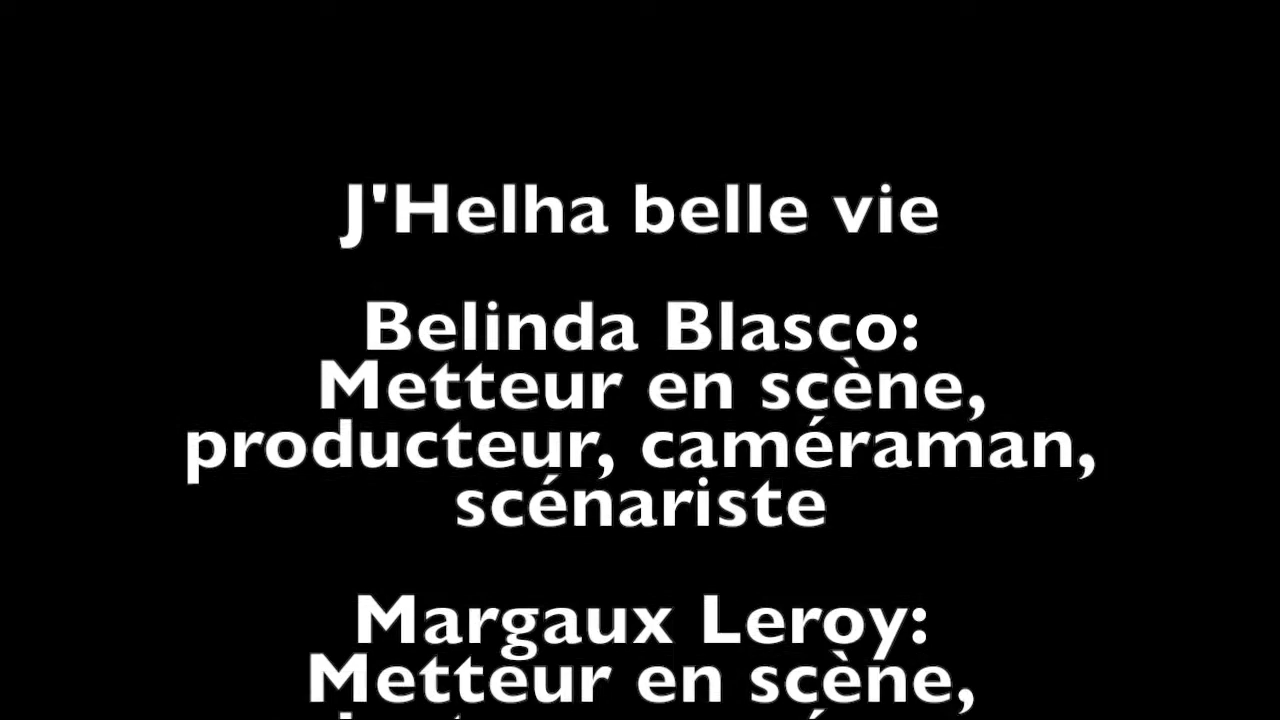 J'Helha belle vie
Belinda Blasco:
Metteur en scène,
producteur, caméraman,
scénariste
Margaux Leroy:
Metteur en scène,